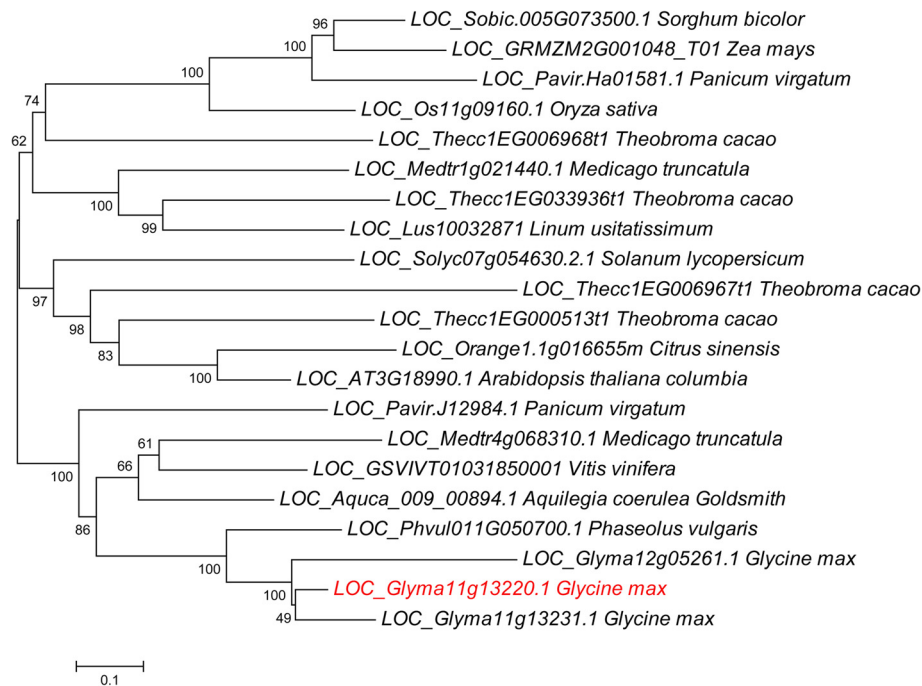 96
LOC_Sobic.005G073500.1 Sorghum bicolor
100
LOC_GRMZM2G001048_T01 Zea mays
100
LOC_Pavir.Ha01581.1 Panicum virgatum
74
LOC_Os11g09160.1 Oryza sativa
62
LOC_Thecc1EG006968t1 Theobroma cacao
LOC_Medtr1g021440.1 Medicago truncatula
100
LOC_Thecc1EG033936t1 Theobroma cacao
99
LOC_Lus10032871 Linum usitatissimum
LOC_Solyc07g054630.2.1 Solanum lycopersicum
97
LOC_Thecc1EG006967t1 Theobroma cacao
98
LOC_Thecc1EG000513t1 Theobroma cacao
83
LOC_Orange1.1g016655m Citrus sinensis
100
LOC_AT3G18990.1 Arabidopsis thaliana columbia
LOC_Pavir.J12984.1 Panicum virgatum
61
LOC_Medtr4g068310.1 Medicago truncatula
66
100
LOC_GSVIVT01031850001 Vitis vinifera
LOC_Aquca_009_00894.1 Aquilegia coerulea Goldsmith
86
LOC_Phvul011G050700.1 Phaseolus vulgaris
100
LOC_Glyma12g05261.1 Glycine max
100
LOC_Glyma11g13220.1 Glycine max
49
LOC_Glyma11g13231.1 Glycine max
0.1